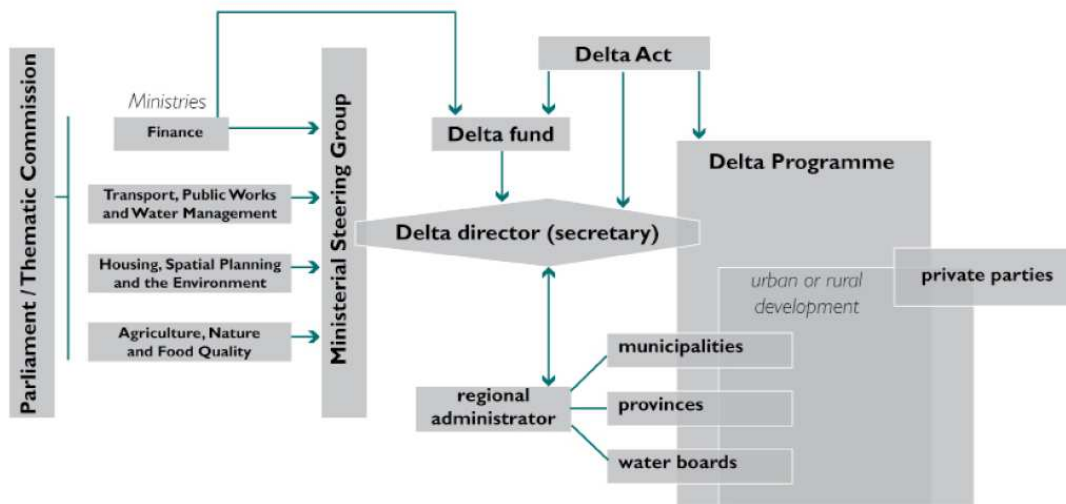 Parliament / Thematic Commission
Ministries
Finance
Transport, Public Works
and Water Management
Housing, Spatial Planning
and the Environment
Agriculture, Nature
and Food Quality
Ministerial Steering Group
Delta Act
Delta fund
Delta director (secretary)
Delta Programme
private parties
urban or rural
development
regional
administrator
municipalities
provinces
water boards